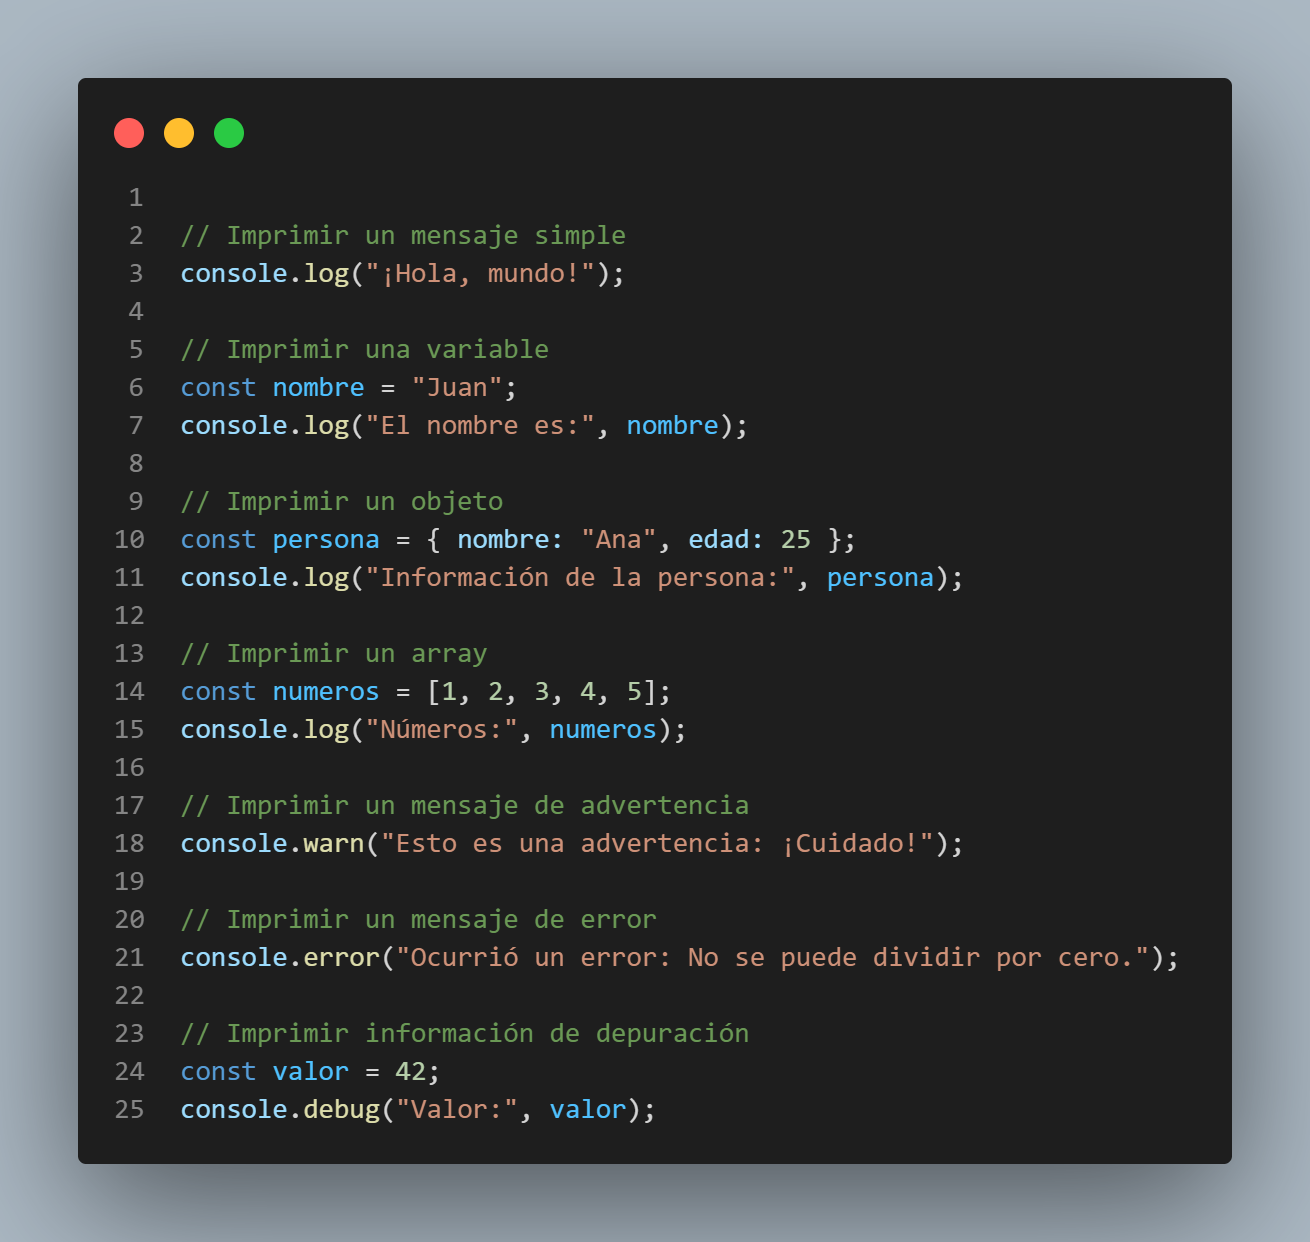 1
2 // Imprimir un mensaje simple
3 console.log("¡Hola, mundo!");
4
5 // Imprimir una variable
6 const nombre = "Juan";
7 console.log("El nombre es:", nombre);
8
9 // Imprimir un objeto
10 const persona = { nombre: "Ana", edad: 25 };
11 console.log("Información de la persona:", persona);
12
13 // Imprimir un array
14 const numeros = [1, 2, 3, 4, 5];
15 console.log("Números:", numeros);
16
17 // Imprimir un mensaje de advertencia
18 console.warn("Esto es una advertencia: ¡Cuidado!");
19
20 // Imprimir un mensaje de error
21 console.error("Ocurrió un error: No se puede dividir por cero.");
22
23 // Imprimir información de depuración
24 const valor = 42;
25 console.debug("Valor:", valor);